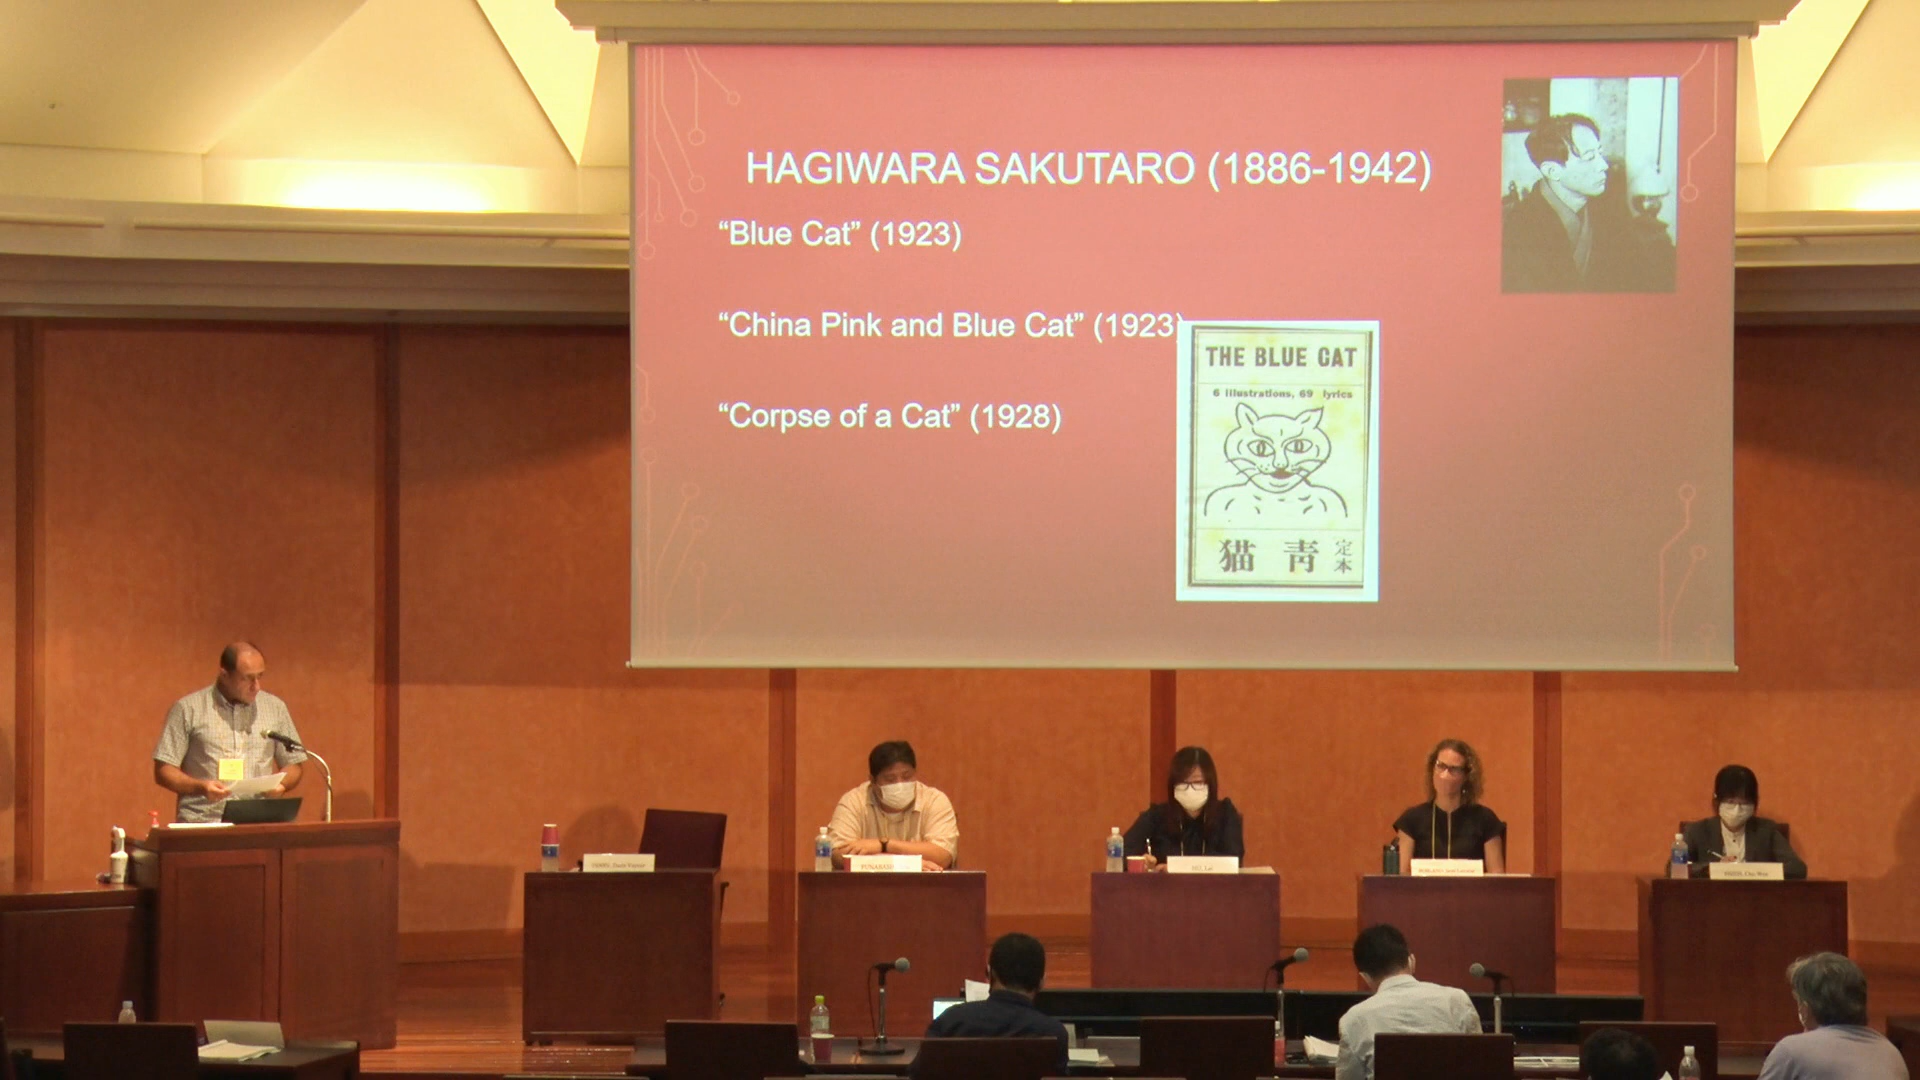 HAGIWARA SAKUTARO (1886-1942)
“Blue Cat” (1923)
“China Pink and Blue Cat” (1923)
“Corpse of a Cat” (1928)
THE BLUE CAT
6 illustrations, 69 lyrics
猫 青 定本